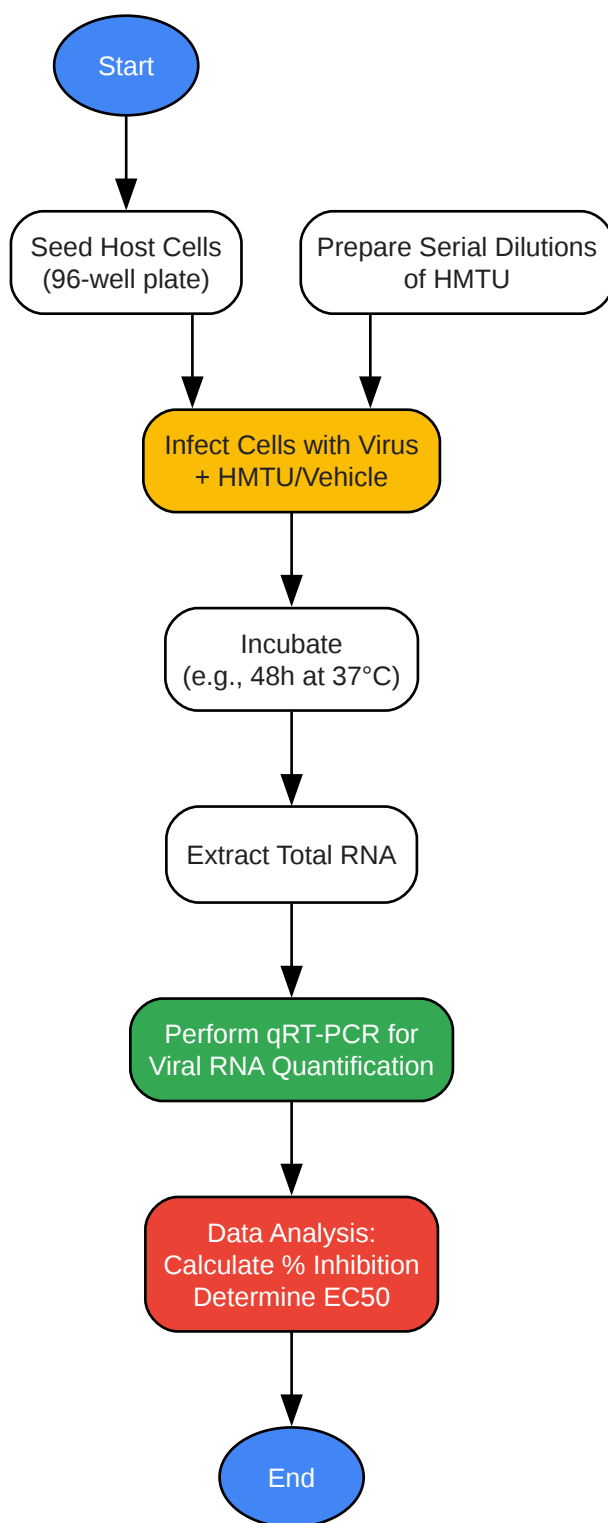 Start
Seed Host Cells
(96-well plate)
Prepare Serial Dilutions
of HMTU
Infect Cells with Virus
+ HMTU/Vehicle
Incubate
(e.g., 48h at 37°C)
Extract Total RNA
Perform qRT-PCR for
Viral RNA Quantification
Data Analysis:
Calculate % Inhibition
Determine EC50
End